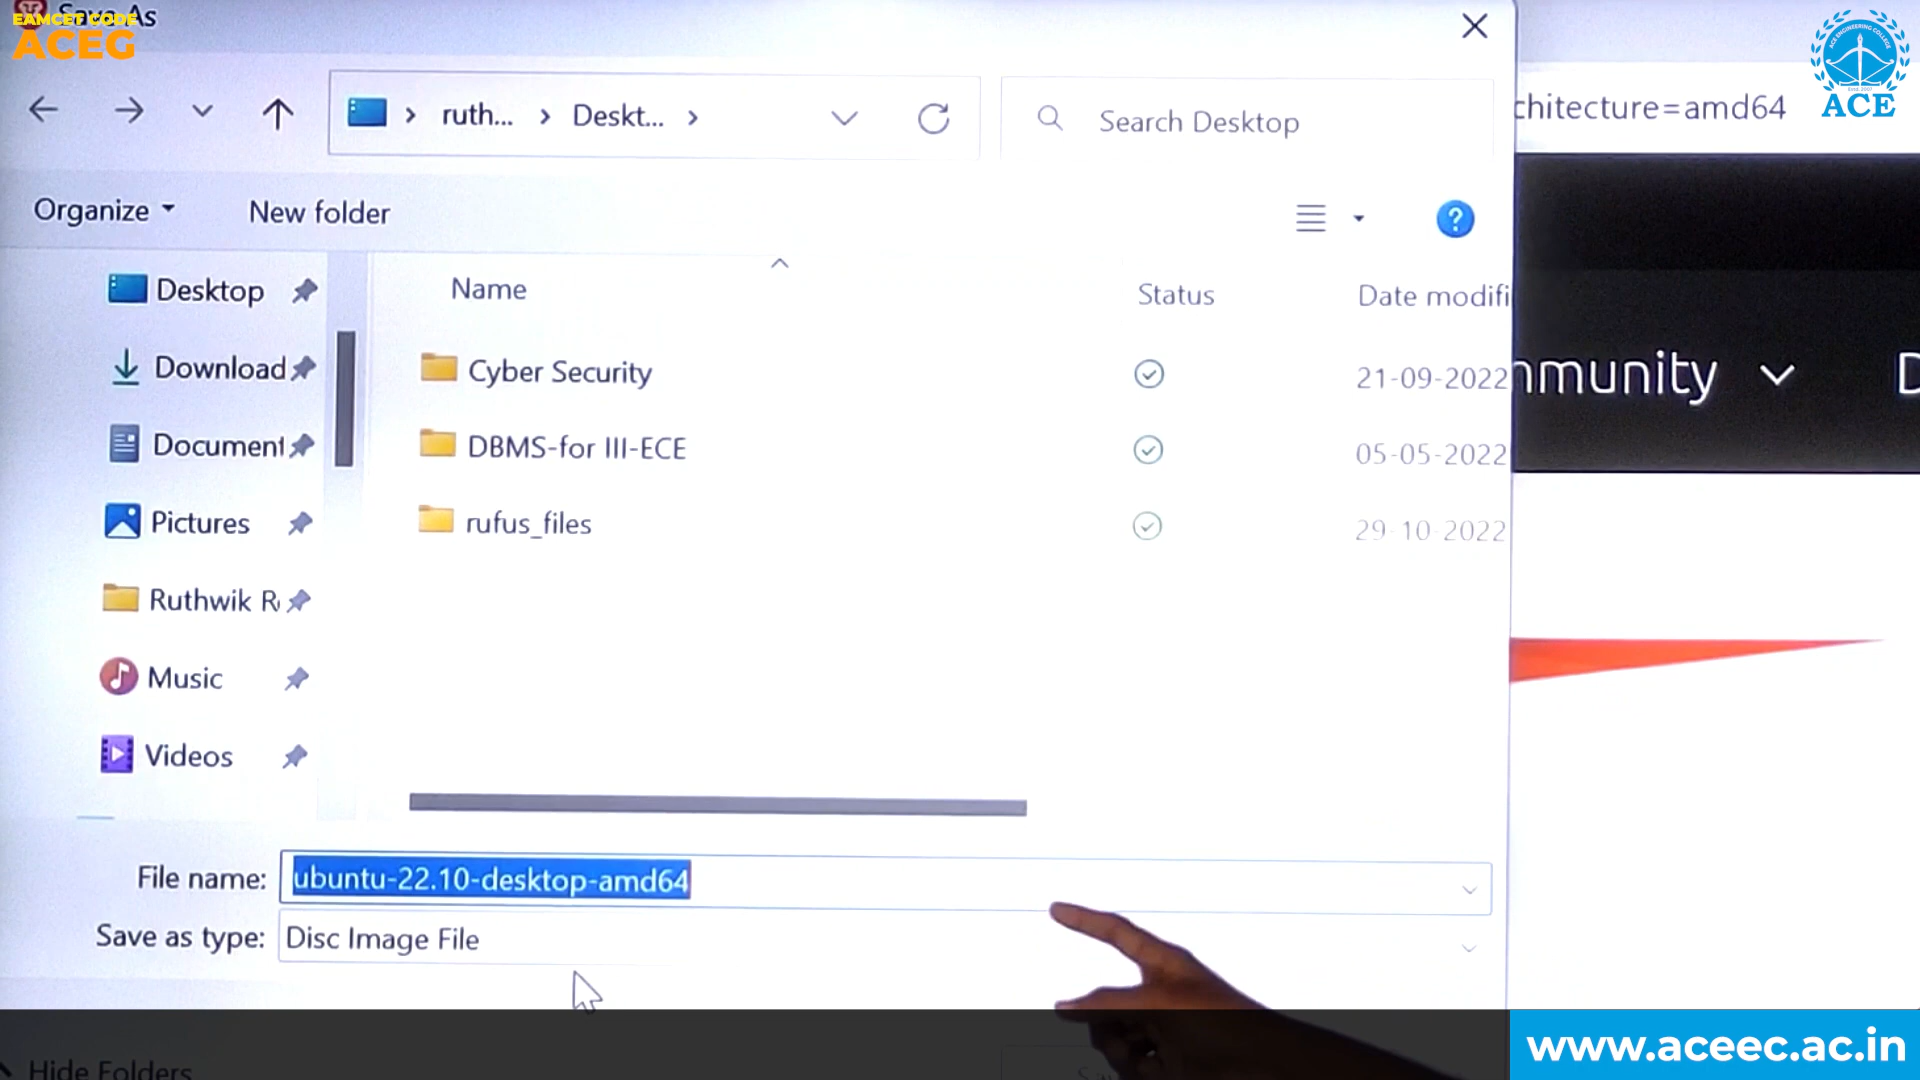 Save As
EAMCET CODE
ACEG
ruth... > Deskt... >
Search Desktop
chitecture=amd64
ACE ENGINEERING COLLEGE
ACE
Organize
New folder
?
Name
Status
Date modifi
Desktop
Download
Document
Pictures
Ruthwik R
Music
Videos
Cyber Security
21-09-2022
DBMS-for III-ECE
05-05-2022
rufus_files
29-10-2022
mmunity
D
File name:
ubuntu-22.10-desktop-amd64
Save as type:
Disc Image File
Hide Folders
www.aceec.ac.in